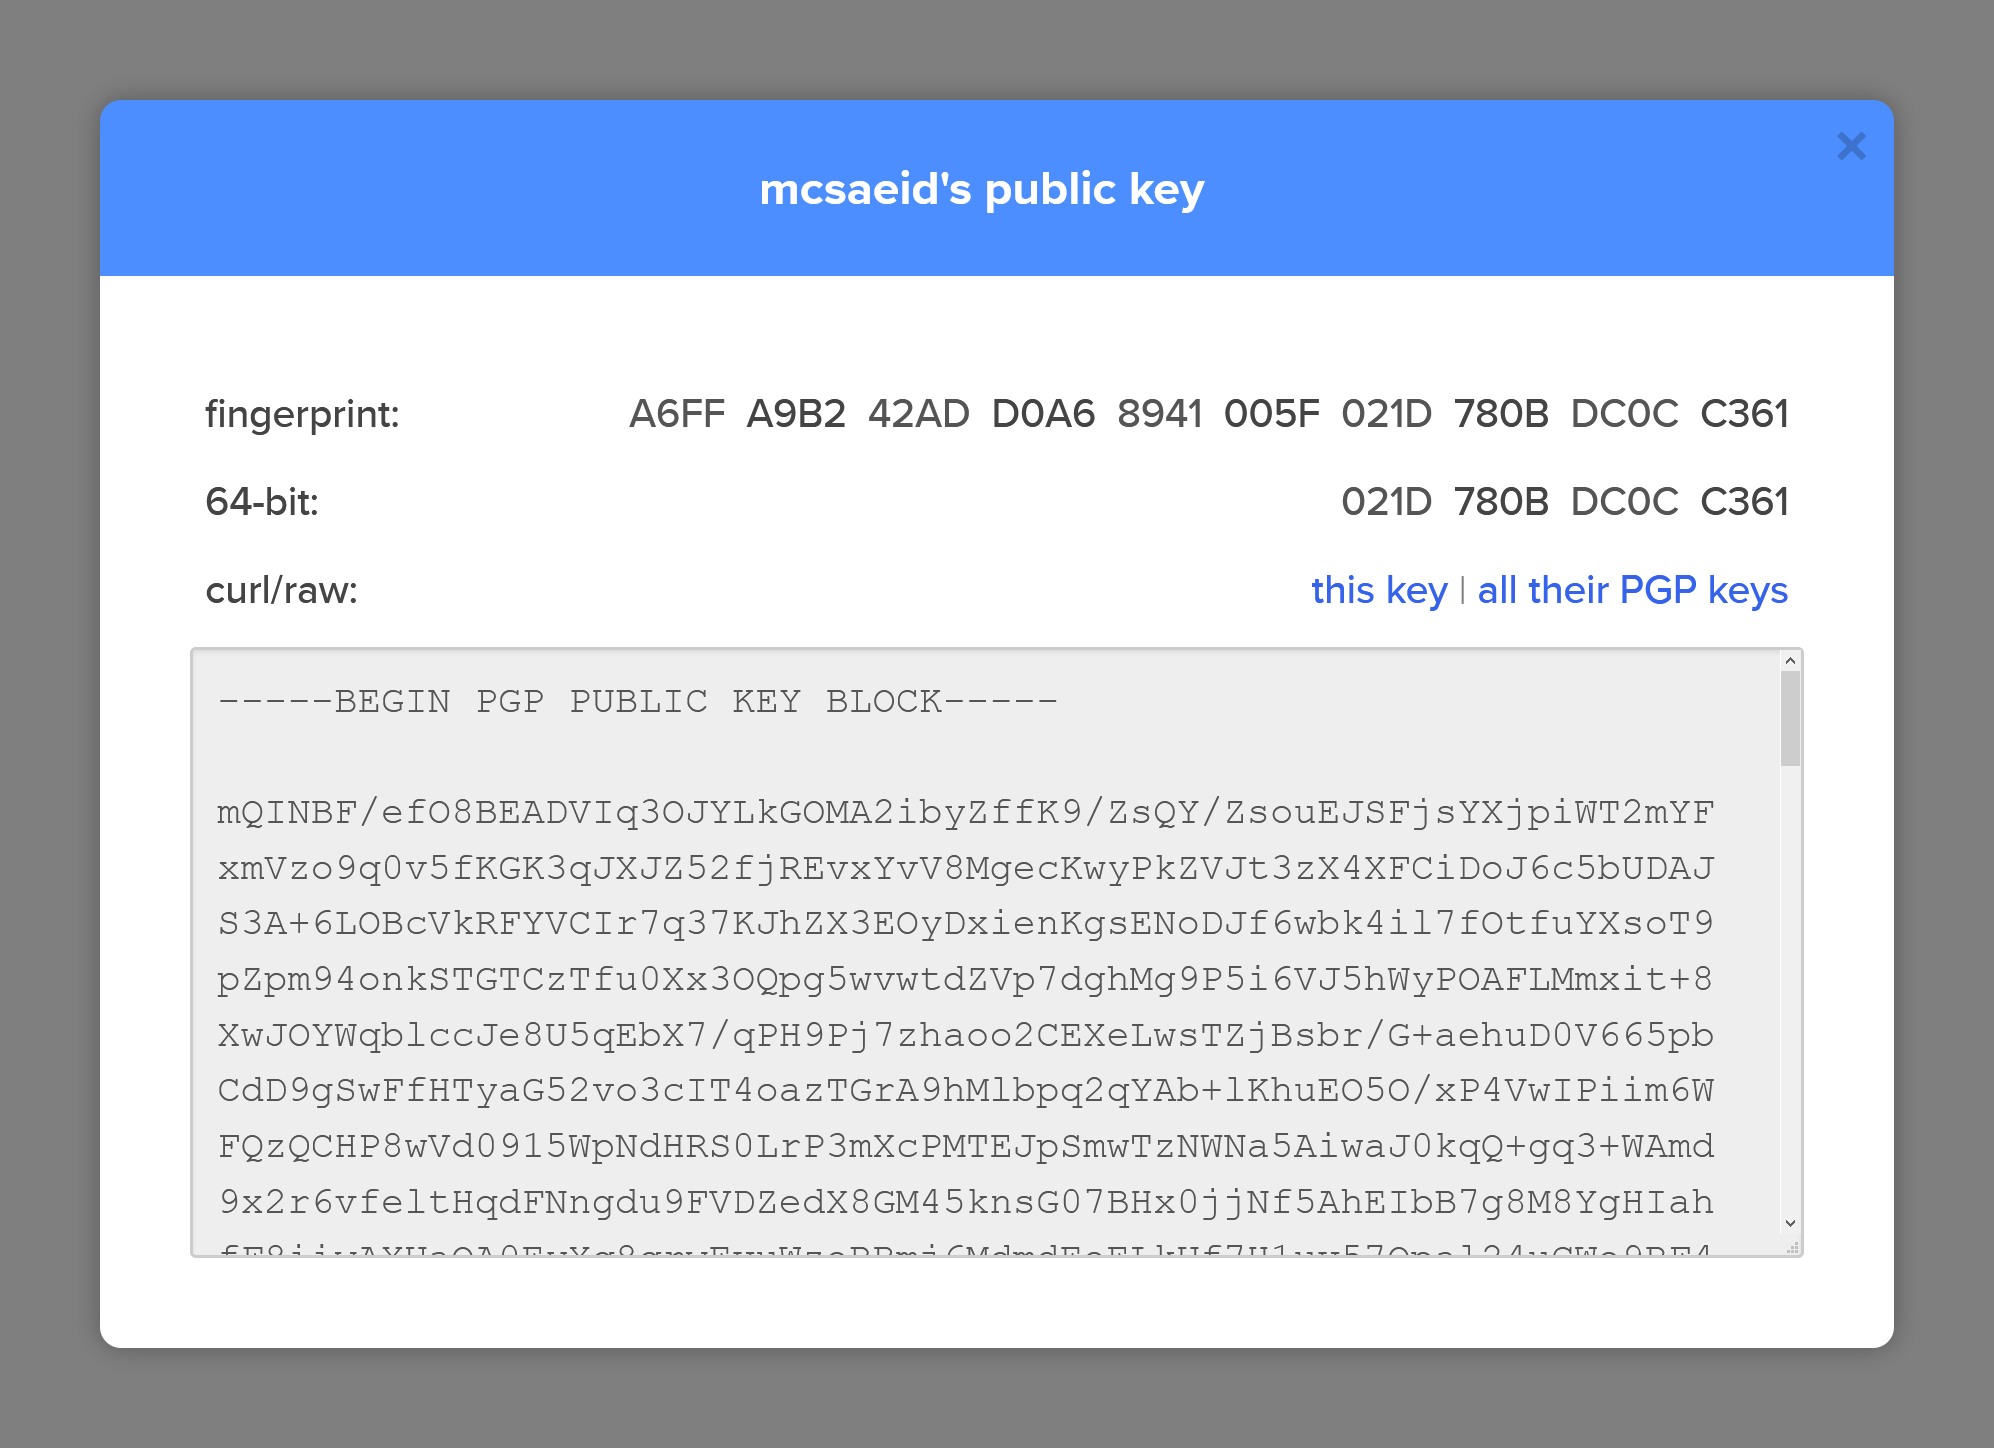 mcsaeid's public key
fingerprint: A6FF A9B2 42AD D0A6 8941 005F 021D 780B DC0C C361
64-bit: 021D 780B DC0C C361
curl/raw: this key | all their PGP keys
-----BEGIN PGP PUBLIC KEY BLOCK-----
mQINBF/efO8BEADVIq3OJYLkGOMA2ibyZffK9/ZsQY/ZsouEJSFjsYXjpiWT2mYF
xmVzo9q0v5fKGK3qJXJZ52fjREvxYvV8MgecKwyPkZVJt3zX4XFCiDoJ6c5bUDAJ
S3A+6LOBcVkRFYVCIr7q37KJhZX3EOyDxienKgsENoDJf6wbk4il7fOtfuYXsoT9
pZpm94onkSTGTCzTfu0Xx3OQpg5wvwtdZVp7dghMg9P5i6VJ5hWyPOAFLMmxit+8
XwJOYWqblccJe8U5qEbX7/qPH9Pj7zhaoo2CEXeLwsTZjBsbr/G+aehuD0V665pb
CdD9gSwFfHTyaG52vo3cIT4oazTGrA9hMlbpq2qYAb+lKhuEO5O/xP4VwIPiim6W
FQzQCHP8wVd0915WpNdHRS0LrP3mXcPMTEJpSmwTzNWNa5AiwaJ0kqQ+gq3+WAmd
9x2r6vfeltHqdFNngdu9FVDZedX8GM45knsG07BHx0jjNf5AhEIbB7g8M8YgHIah